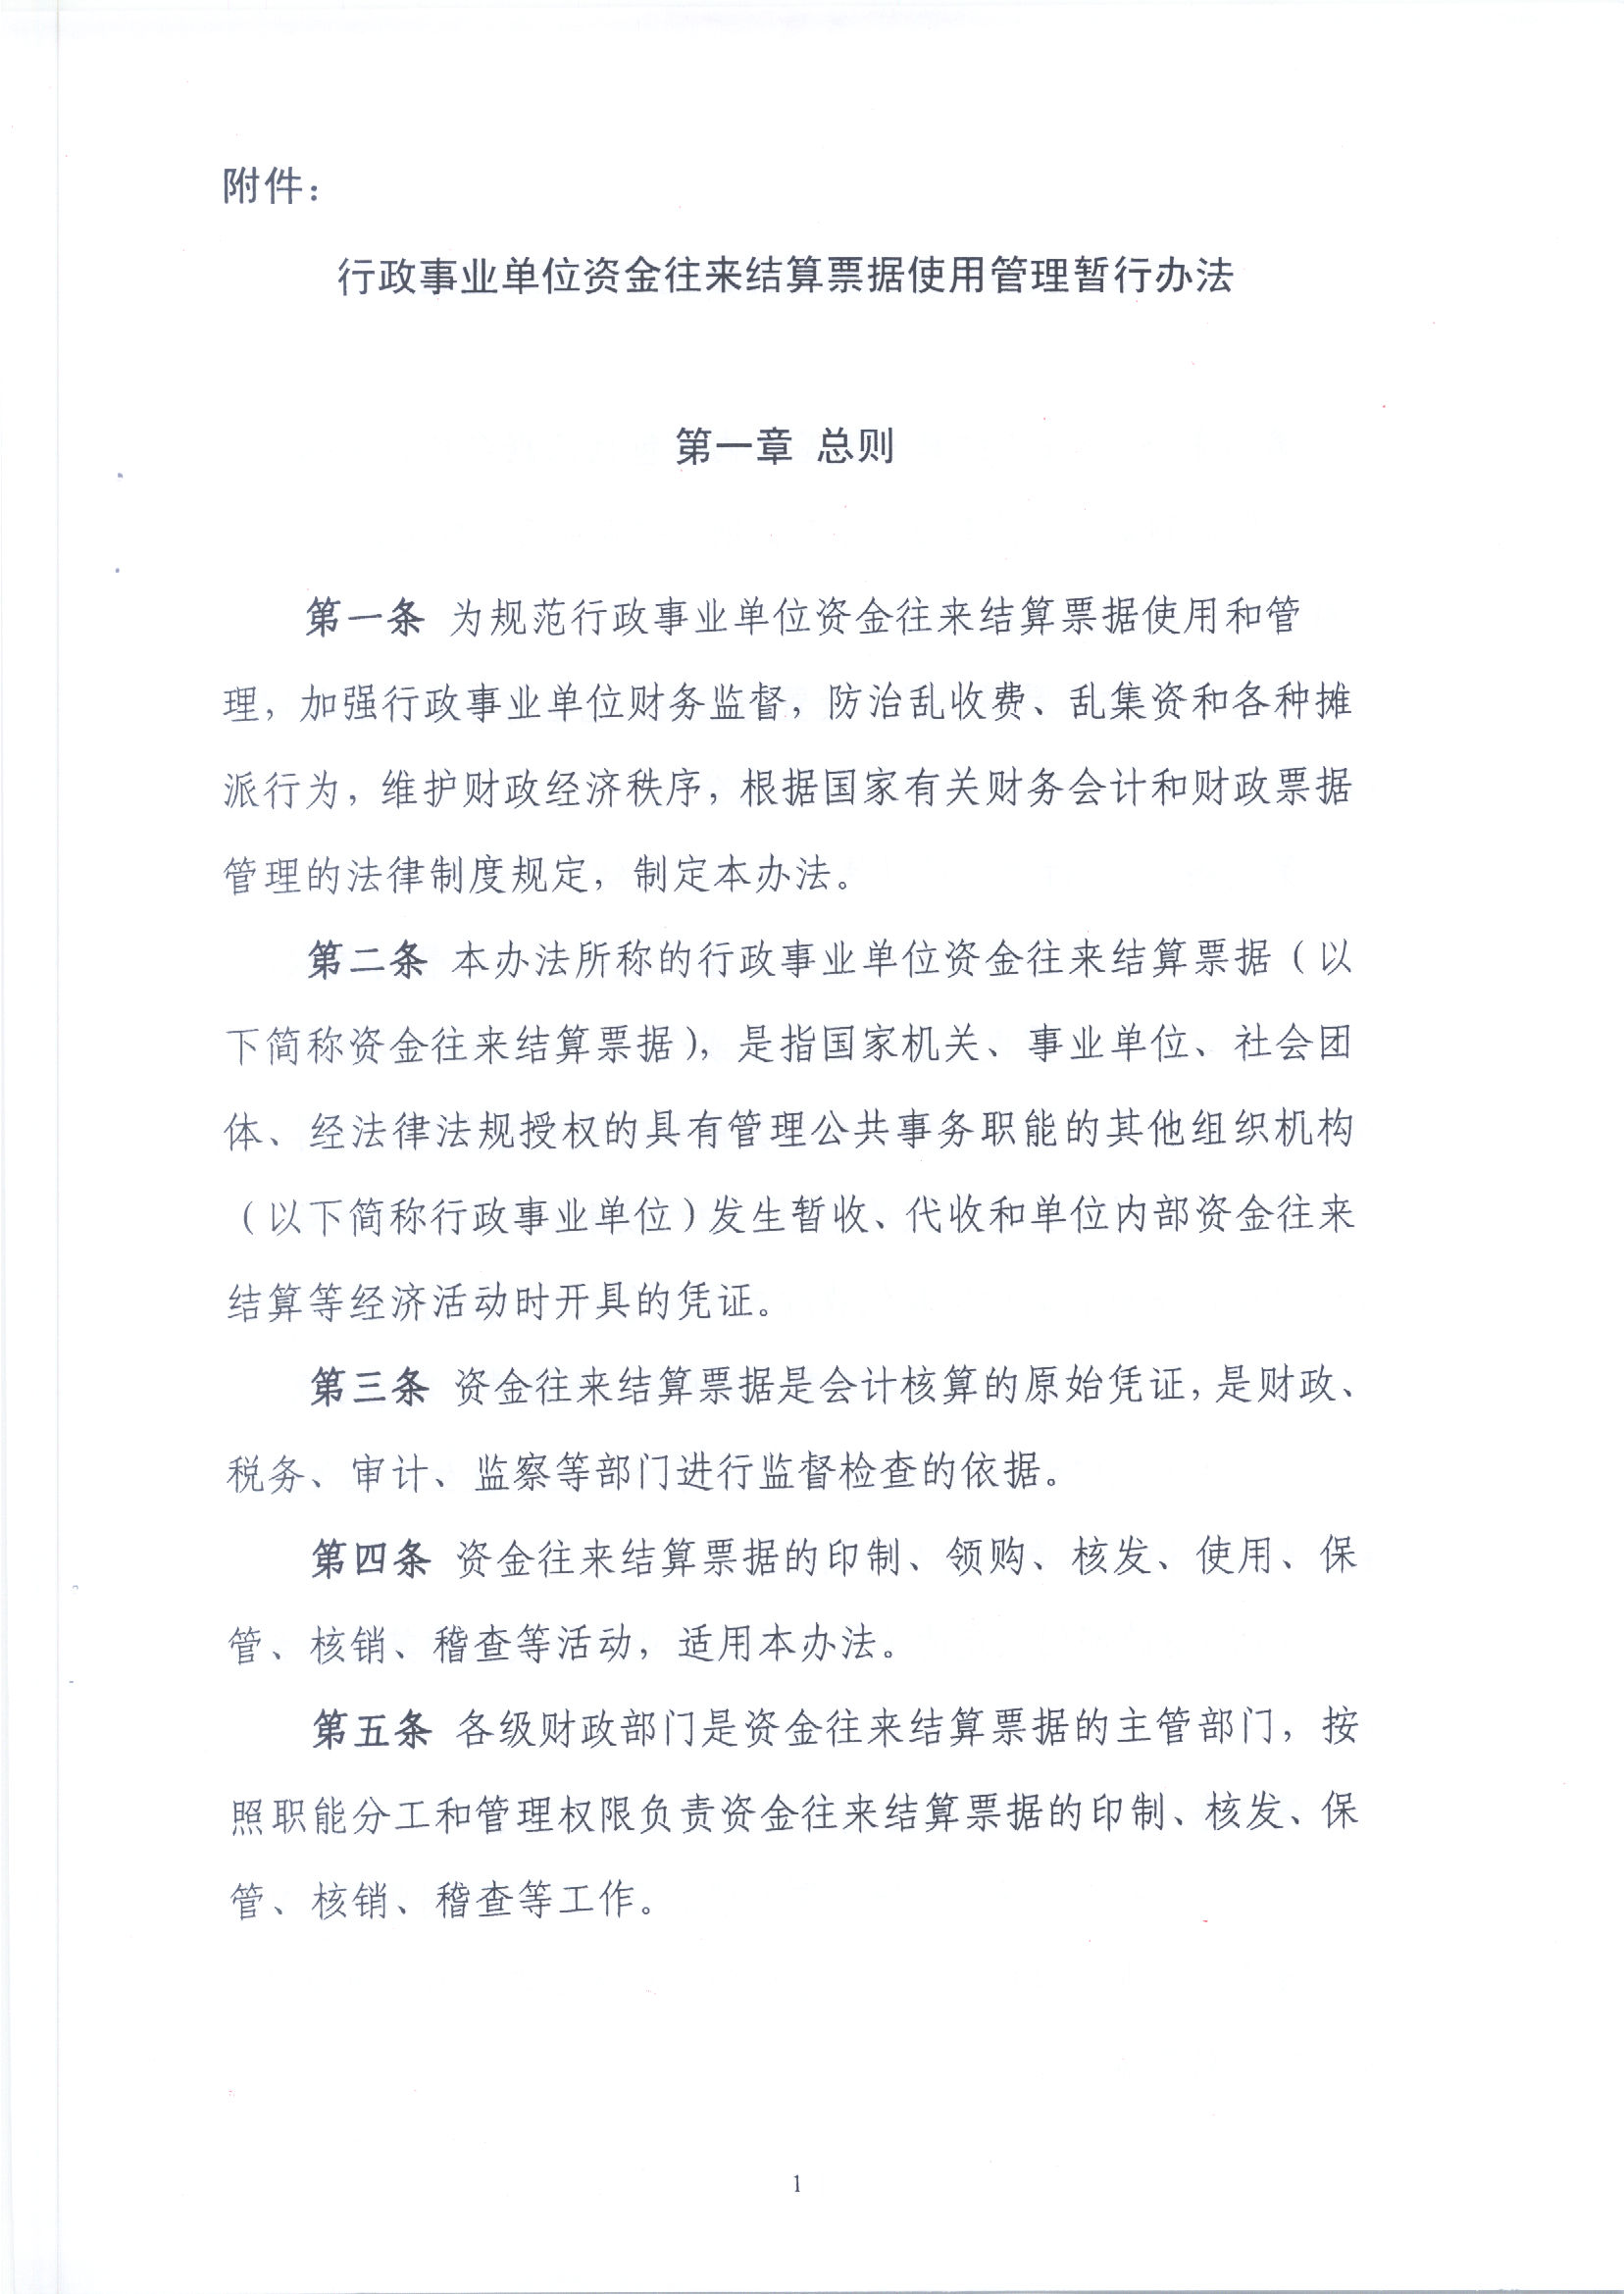 附件：
行政事业单位资金往来结算票据使用管理暂行办法
第一章 总则
第一条 为规范行政事业单位资金往来结算票据使用和管
理，加强行政事业单位财务监督，防治乱收费、乱集资和各种摊
派行为，维护财政经济秩序，根据国家有关财务会计和财政票据
管理的法律制度规定，制定本办法。
第二条 本办法所称的行政事业单位资金往来结算票据（以
下简称资金往来结算票据），是指国家机关、事业单位、社会团
体、经法律法规授权的具有管理公共事务职能的其他组织机构
（以下简称行政事业单位）发生暂收、代收和单位内部资金往来
结算等经济活动时开具的凭证。
第三条 资金往来结算票据是会计核算的原始凭证，是财政、
税务、审计、监察等部门进行监督检查的依据。
第四条 资金往来结算票据的印制、领购、核发、使用、保
管、核销、稽查等活动，适用本办法。
第五条 各级财政部门是资金往来结算票据的主管部门，按
照职能分工和管理权限负责资金往来结算票据的印制、核发、保
管、核销、稽查等工作。
1